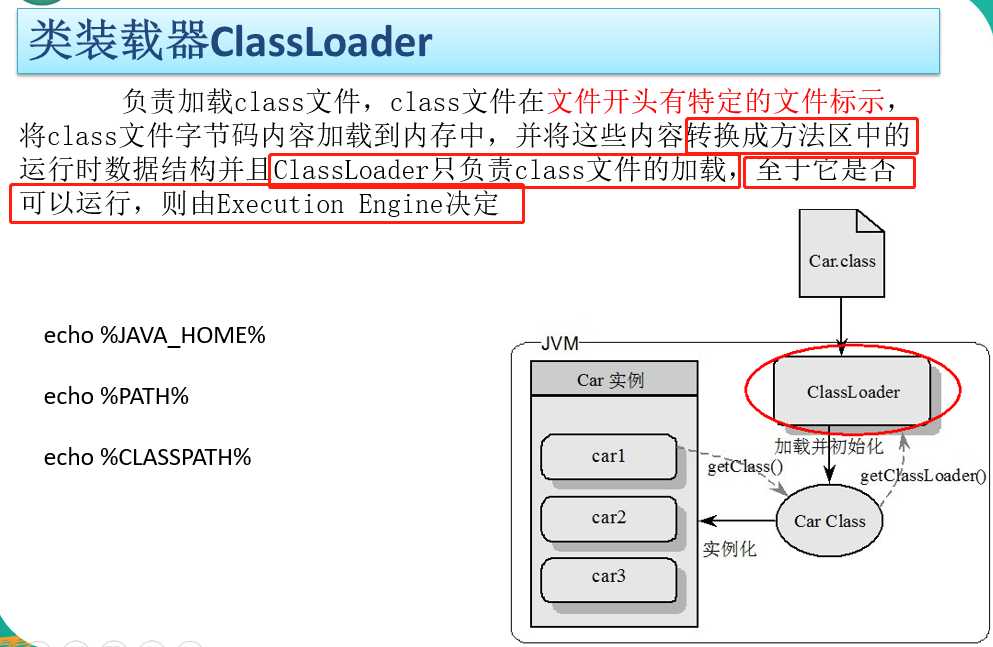 类装载器ClassLoader
负责加载class文件，class文件在文件开头有特定的文件标示，
将class文件字节码内容加载到内存中，并将这些内容转换成方法区中的
运行时数据结构并且ClassLoader只负责class文件的加载，至于它是否
可以运行，则由Execution Engine决定
Car.class
echo %JAVA_HOME%
echo %PATH%
echo %CLASSPATH%
JVM
Car 实例
ClassLoader
加载并初始化
car1
getClass()
getClassLoader()
car2
Car Class
实例化
car3